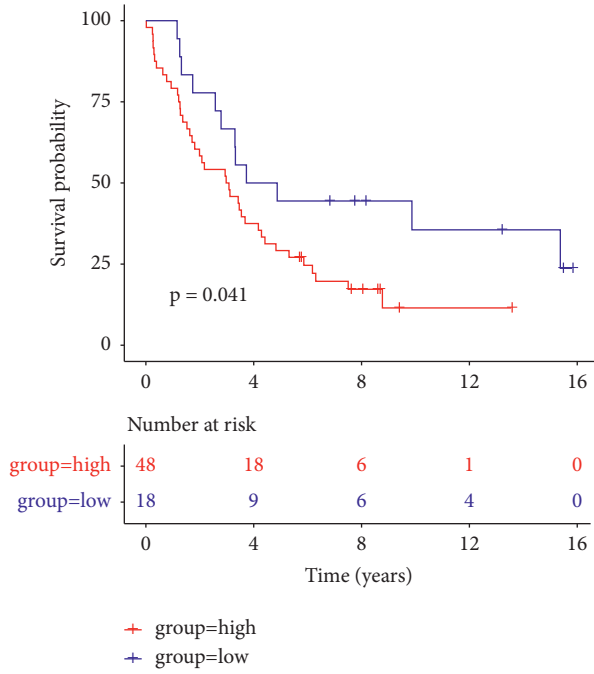 100
75
50
25
0
Survival probability
p = 0.041
0 4 8 12 16
Number at risk
group=high 48 18 6 1 0
group=low 18 9 6 4 0
0 4 8 12 16
Time (years)
group=high
group=low